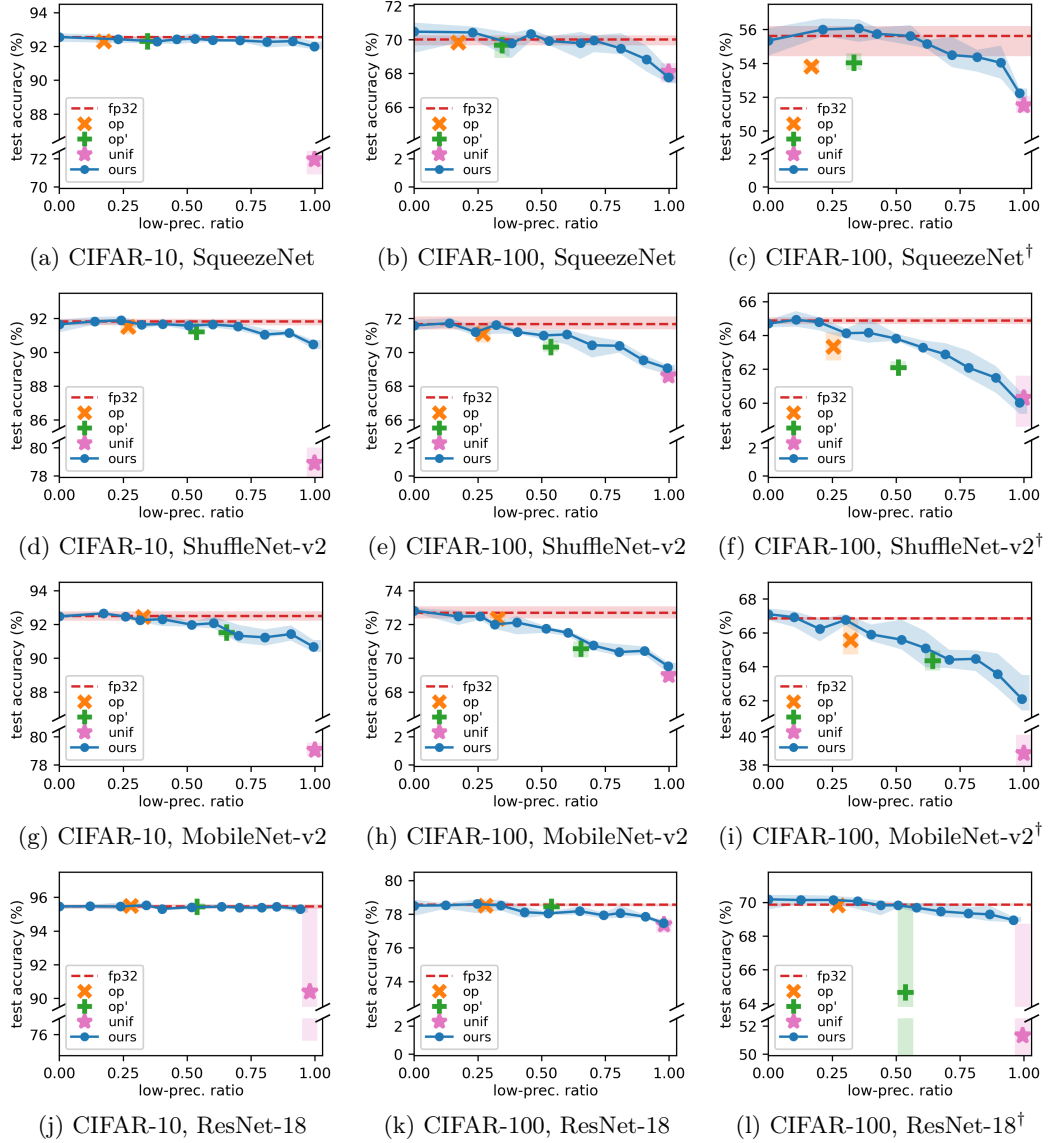 test accuracy (%)
94
92
90
88
72
70
fp32
op
op'
unif
ours
0.00 0.25 0.50 0.75 1.00
low-prec. ratio
(a) CIFAR-10, SqueezeNet
test accuracy (%)
72
70
68
66
2
0
fp32
op
op'
unif
ours
0.00 0.25 0.50 0.75 1.00
low-prec. ratio
(b) CIFAR-100, SqueezeNet
test accuracy (%)
56
54
52
50
2
0
fp32
op
op'
unif
ours
0.00 0.25 0.50 0.75 1.00
low-prec. ratio
(c) CIFAR-100, SqueezeNet†
test accuracy (%)
92
90
88
86
80
78
fp32
op
op'
unif
ours
0.00 0.25 0.50 0.75 1.00
low-prec. ratio
(d) CIFAR-10, ShuffleNet-v2
test accuracy (%)
72
70
68
66
2
0
fp32
op
op'
unif
ours
0.00 0.25 0.50 0.75 1.00
low-prec. ratio
(e) CIFAR-100, ShuffleNet-v2
test accuracy (%)
66
64
62
60
2
0
fp32
op
op'
unif
ours
0.00 0.25 0.50 0.75 1.00
low-prec. ratio
(f) CIFAR-100, ShuffleNet-v2†
test accuracy (%)
94
92
90
88
80
78
fp32
op
op'
unif
ours
0.00 0.25 0.50 0.75 1.00
low-prec. ratio
(g) CIFAR-10, MobileNet-v2
test accuracy (%)
74
72
70
68
2
0
fp32
op
op'
unif
ours
0.00 0.25 0.50 0.75 1.00
low-prec. ratio
(h) CIFAR-100, MobileNet-v2
test accuracy (%)
68
66
64
62
40
38
fp32
op
op'
unif
ours
0.00 0.25 0.50 0.75 1.00
low-prec. ratio
(i) CIFAR-100, MobileNet-v2†
test accuracy (%)
96
94
92
90
76
fp32
op
op'
unif
ours
0.00 0.25 0.50 0.75 1.00
low-prec. ratio
(j) CIFAR-10, ResNet-18
test accuracy (%)
80
78
76
74
2
0
fp32
op
op'
unif
ours
0.00 0.25 0.50 0.75 1.00
low-prec. ratio
(k) CIFAR-100, ResNet-18
test accuracy (%)
70
68
66
64
52
50
fp32
op
op'
unif
ours
0.00 0.25 0.50 0.75 1.00
low-prec. ratio
(l) CIFAR-100, ResNet-18†